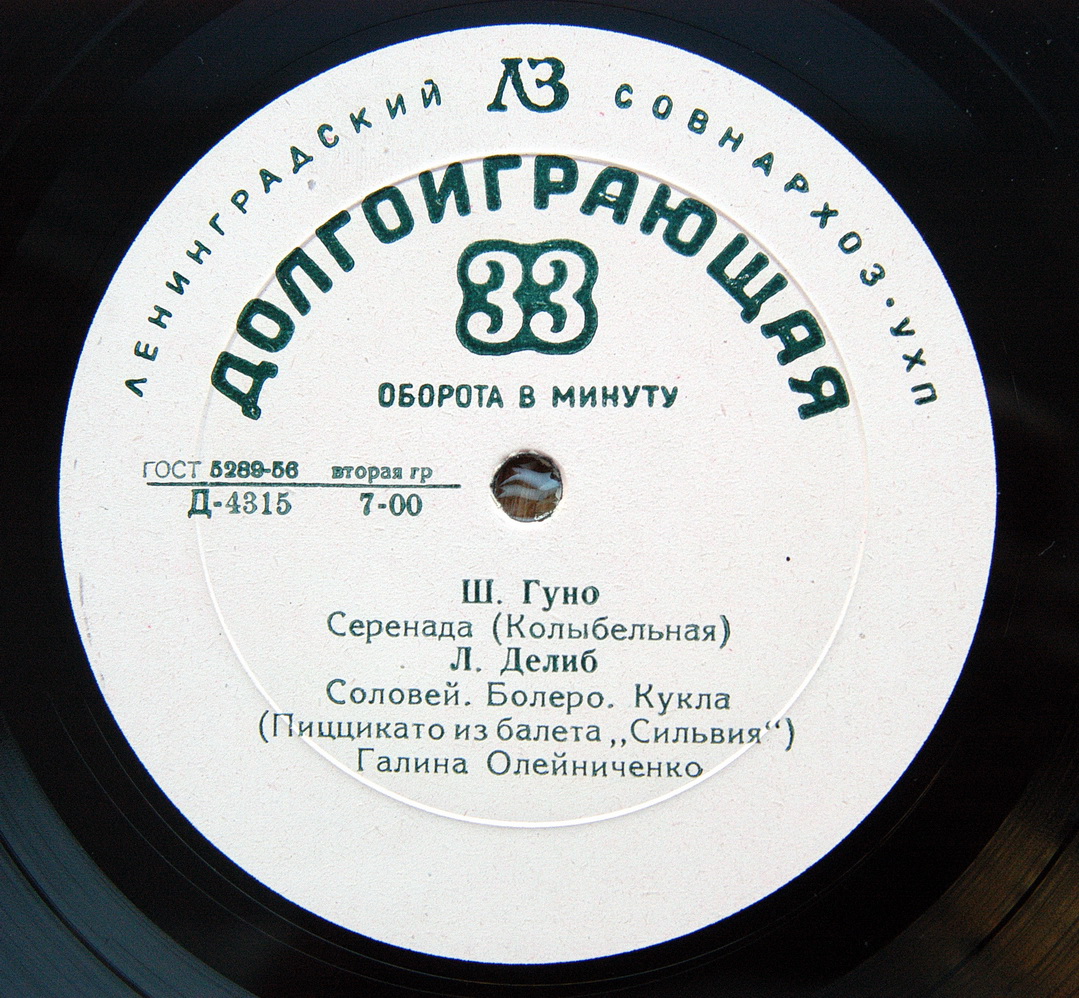 ЛЕНИНГРАДСКИЙ ЛЗ СОВНАРХОЗ·УХП
ДОЛГОИГРАЮЩАЯ
33
ОБОРОТА В МИНУТУ
ГОСТ 5289-56 вторая гр
Д-4315 7-00
Ш. Гуно
Серенада (Колыбельная)
Л. Делиб
Соловей. Болеро. Кукла
(Пиццикато из балета „Сильвия“)
Галина Олейниченко